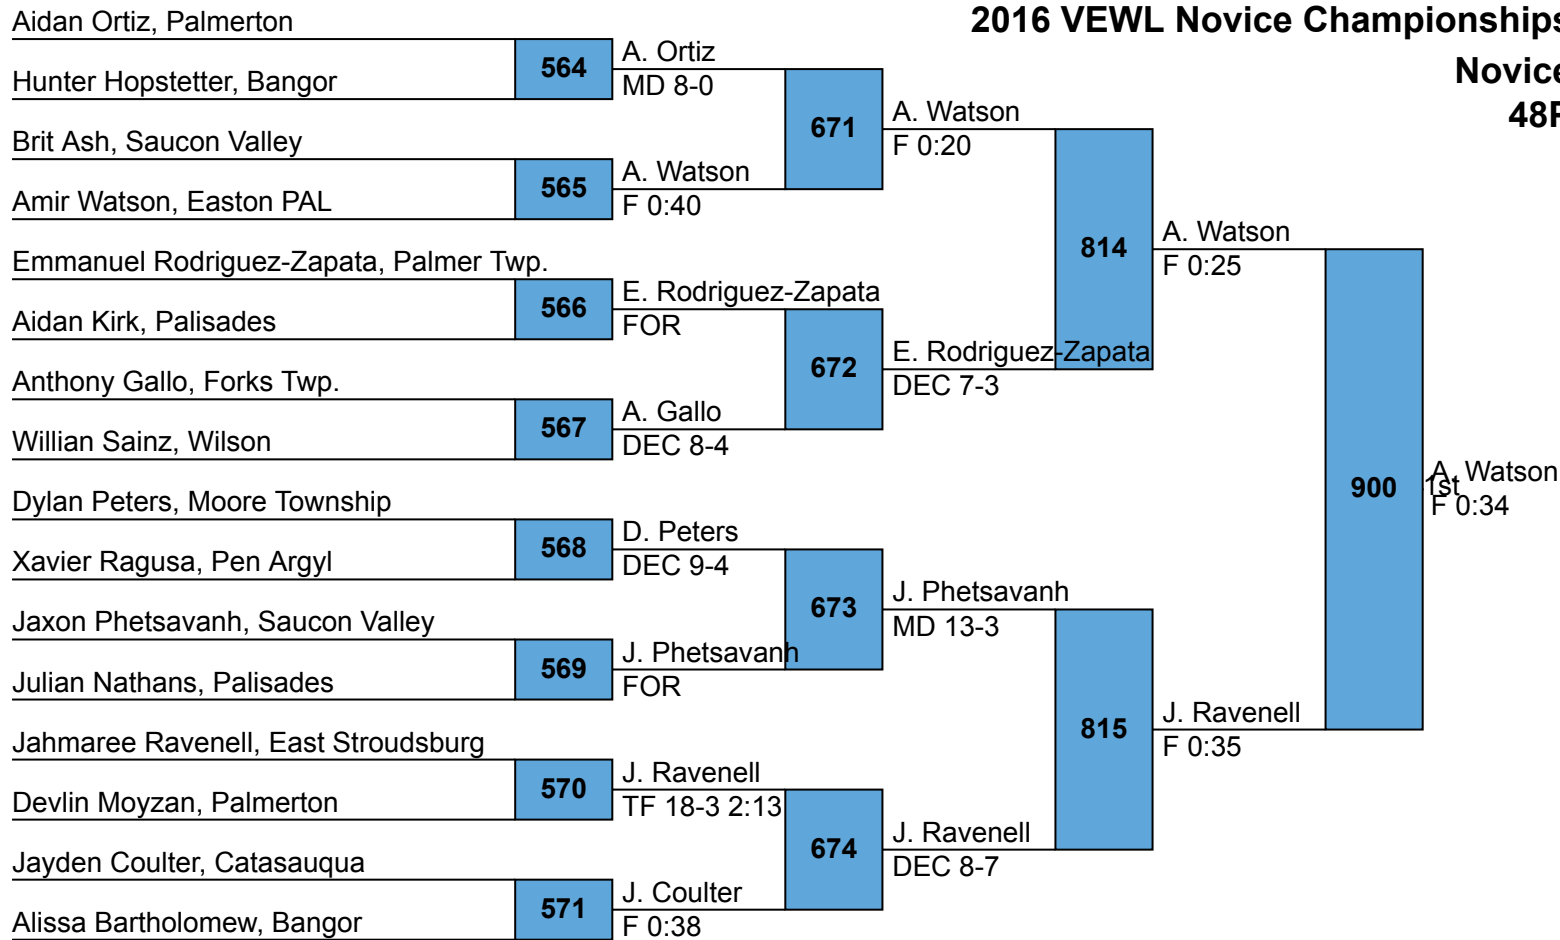 2016 VEWL Novice Championships
Novice
48P
Aidan Ortiz, Palmerton
Hunter Hopstetter, Bangor
Brit Ash, Saucon Valley
Amir Watson, Easton PAL
Emmanuel Rodriguez-Zapata, Palmer Twp.
Aidan Kirk, Palisades
Anthony Gallo, Forks Twp.
Willian Sainz, Wilson
Dylan Peters, Moore Township
Xavier Ragusa, Pen Argyl
Jaxon Phetsavanh, Saucon Valley
Julian Nathans, Palisades
Jahmaree Ravenell, East Stroudsburg
Devlin Moyzan, Palmerton
Jayden Coulter, Catasauqua
Alissa Bartholomew, Bangor
564
A. Ortiz
MD 8-0
565
A. Watson
F 0:40
566
E. Rodriguez-Zapata
FOR
567
A. Gallo
DEC 8-4
568
D. Peters
DEC 9-4
569
J. Phetsavanh
FOR
570
J. Ravenell
TF 18-3 2:13
571
J. Coulter
F 0:38
671
A. Watson
F 0:20
672
E. Rodriguez-Zapata
DEC 7-3
673
J. Phetsavanh
MD 13-3
674
J. Ravenell
DEC 8-7
814
A. Watson
F 0:25
815
J. Ravenell
F 0:35
900
A. Watson
1st
F 0:34